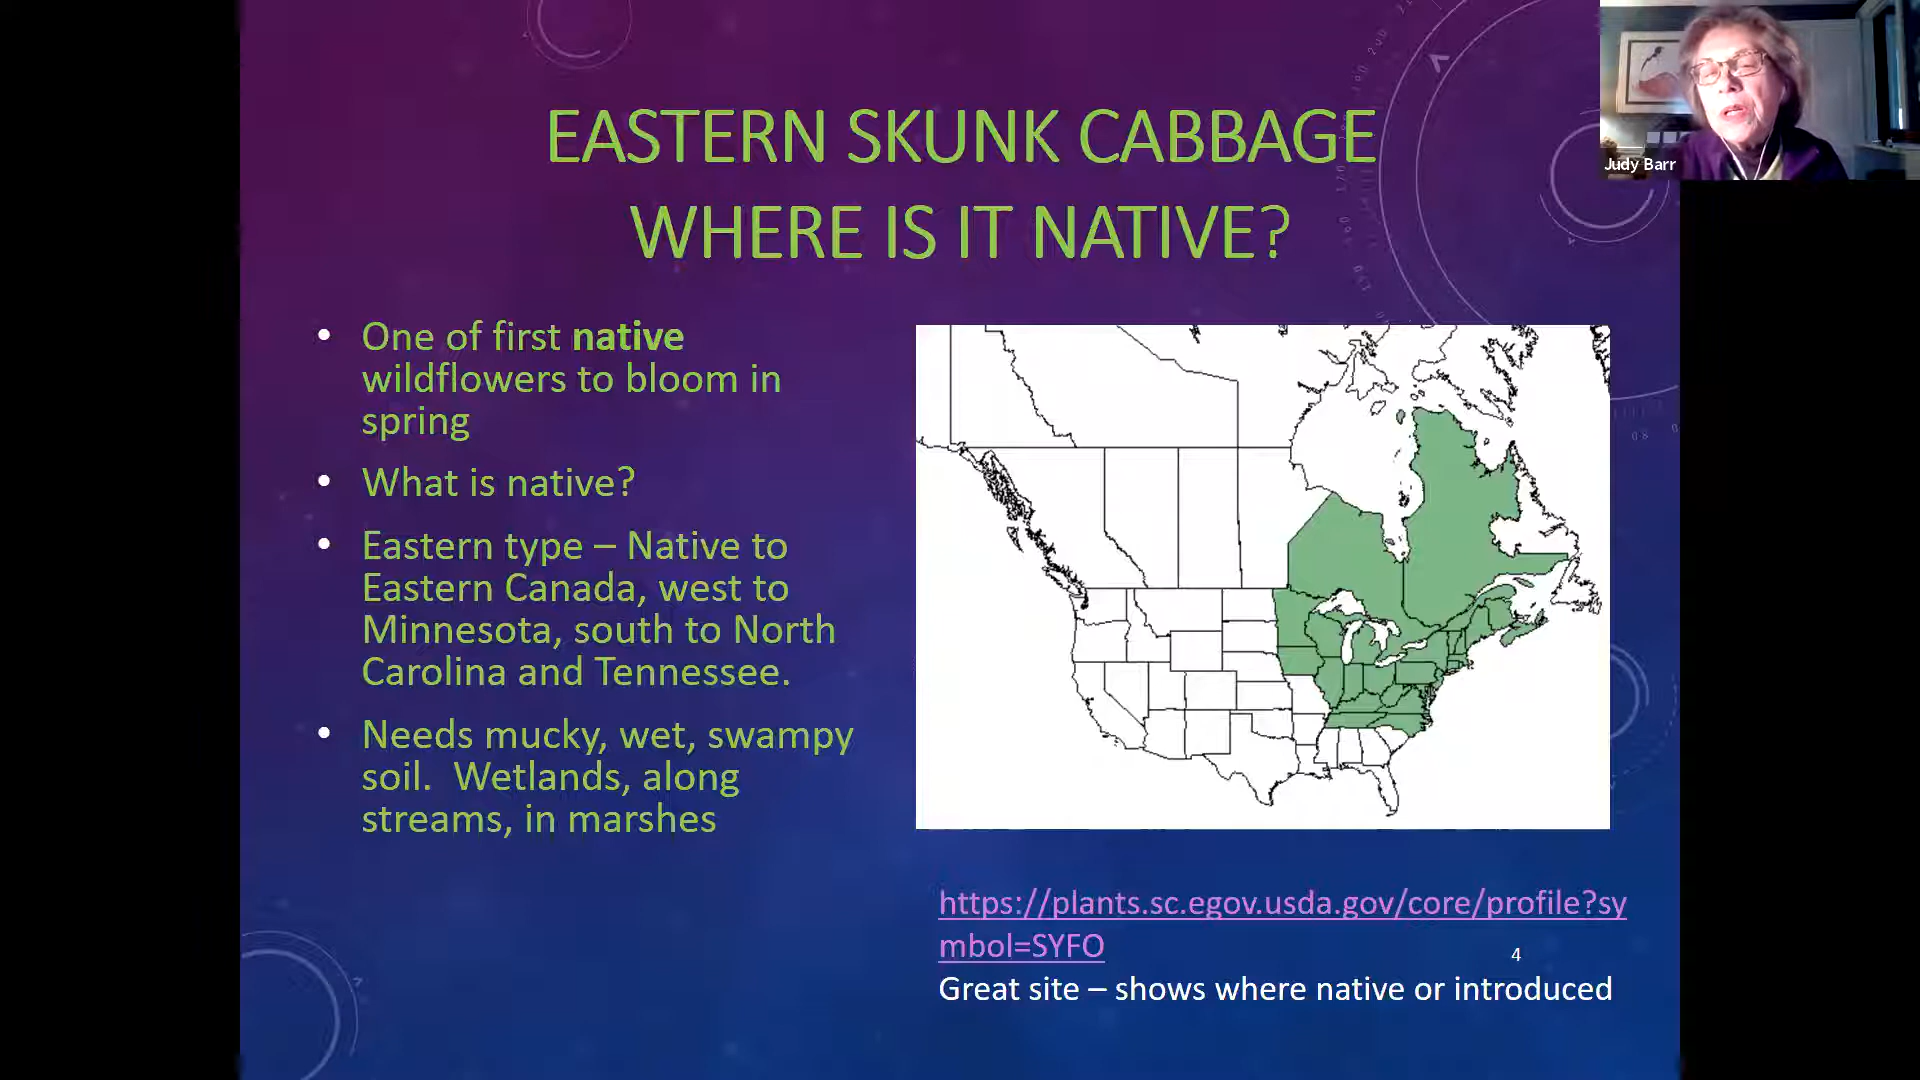 EASTERN SKUNK CABBAGE
WHERE IS IT NATIVE?
Judy Barr
• One of first native
wildflowers to bloom in
spring
• What is native?
• Eastern type – Native to
Eastern Canada, west to
Minnesota, south to North
Carolina and Tennessee.
• Needs mucky, wet, swampy
soil.  Wetlands, along
streams, in marshes
https://plants.sc.egov.usda.gov/core/profile?sy
mbol=SYFO
4
Great site – shows where native or introduced